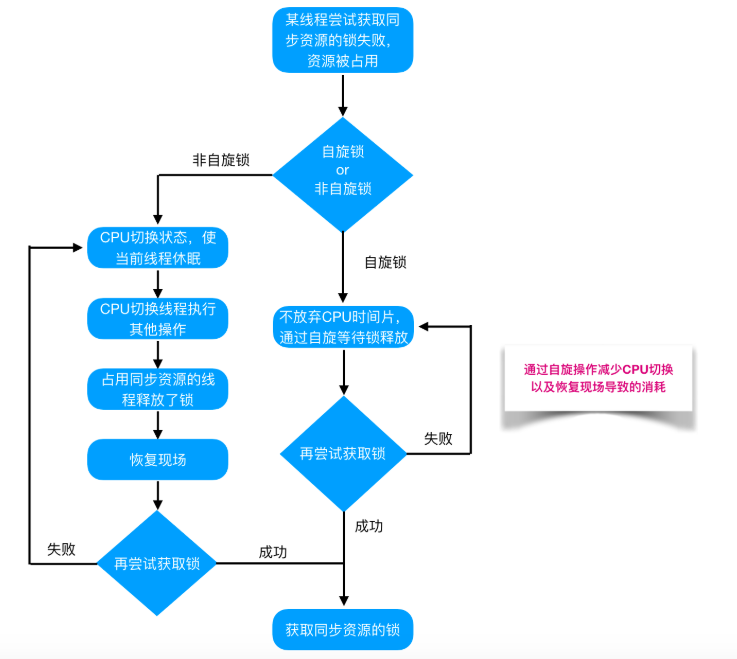 某线程尝试获取同
步资源的锁失败，
资源被占用
自旋锁
or
非自旋锁
非自旋锁
自旋锁
CPU切换状态，使
当前线程休眠
CPU切换线程执行
其他操作
占用同步资源的线
程释放了锁
恢复现场
再尝试获取锁
失败
成功
不放弃CPU时间片，
通过自旋等待锁释放
再尝试获取锁
失败
成功
获取同步资源的锁
通过自旋操作减少CPU切换
以及恢复现场导致的消耗